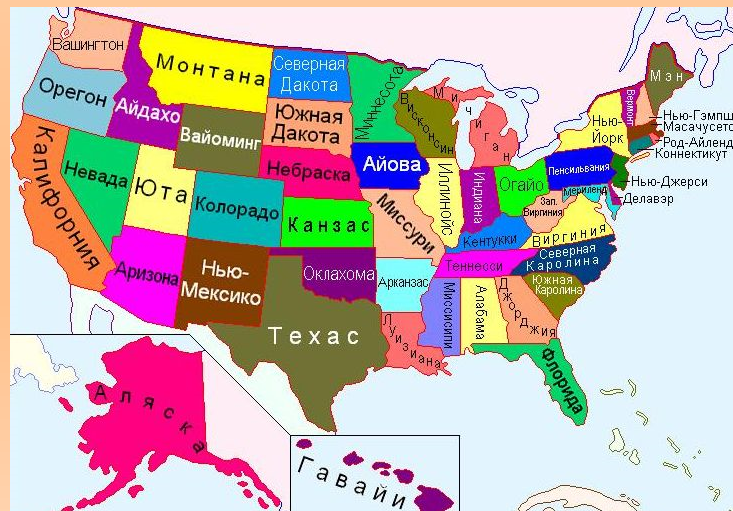 Вашингтон
Монтана
Северная
Дакота
Миннесота
Мэн
Орегон
Айдахо
Южная
Дакота
Висконсин
Мичиган
Вермонт
Нью-
Йорк
Нью-Гэмпш
Масачусетс
Род-Айленд
Коннектикут
Вайоминг
Калифорния
Невада
Юта
Небраска
Айова
Иллинойс
Индиана
Огайо
Пенсильвания
Нью-Джерси
Мериленд
Делавэр
Колорадо
Канзас
Миссури
Зап.
Виргиния
Кентукки
Виргиния
Аризона
Нью-
Мексико
Оклахома
Арканзас
Теннесси
Северная
Каролина
Южная
Каролина
Техас
Луизиана
Миссисипи
Алабама
Джорджия
Флорида
Аляска
Гавайи